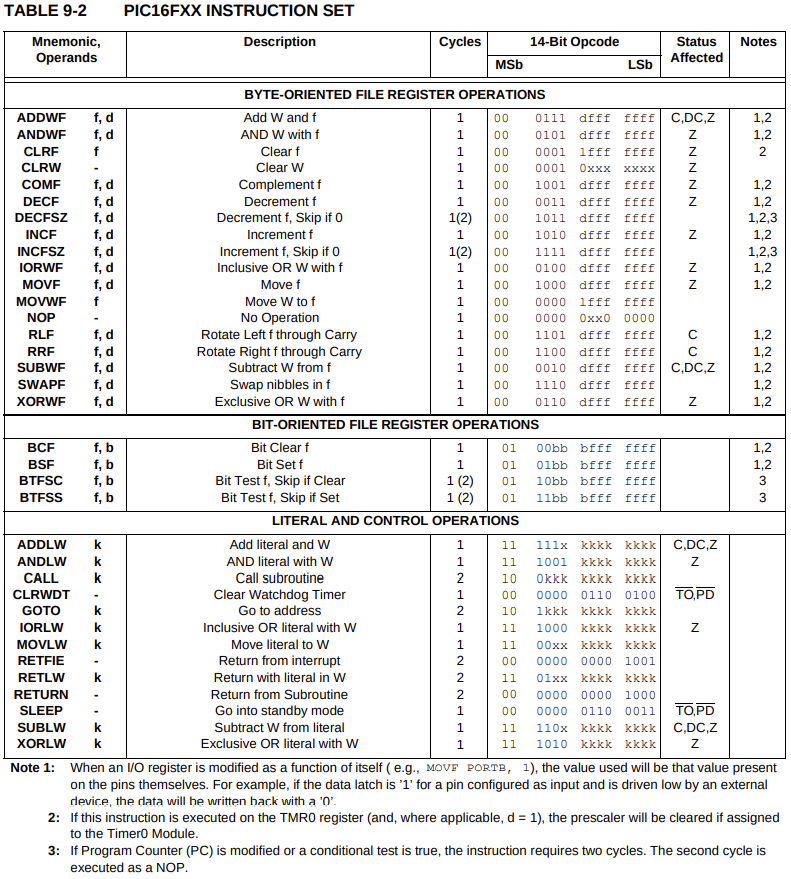 TABLE 9-2 PIC16FXX INSTRUCTION SET
Mnemonic, Operands Description Cycles 14-Bit Opcode Status Affected Notes
MSb LSb
BYTE-ORIENTED FILE REGISTER OPERATIONS
ADDWF f, d Add W and f 1 00 0111 dfff ffff C,DC,Z 1,2
ANDWF f, d AND W with f 1 00 0101 dfff ffff Z 1,2
CLRF f Clear f 1 00 0001 lfff ffff Z 2
CLRW - Clear W 1 00 0001 0xxx xxxx Z
COMF f, d Complement f 1 00 1001 dfff ffff Z 1,2
DECF f, d Decrement f 1 00 0011 dfff ffff Z 1,2
DECFSZ f, d Decrement f, Skip if 0 1(2) 00 1011 dfff ffff 1,2,3
INCF f, d Increment f 1 00 1010 dfff ffff Z 1,2
INCFSZ f, d Increment f, Skip if 0 1(2) 00 1111 dfff ffff 1,2,3
IORWF f, d Inclusive OR W with f 1 00 0100 dfff ffff Z 1,2
MOVF f, d Move f 1 00 1000 dfff ffff Z 1,2
MOVWF f Move W to f 1 00 0000 lfff ffff
NOP - No Operation 1 00 0000 0xx0 0000
RLF f, d Rotate Left f through Carry 1 00 1101 dfff ffff C 1,2
RRF f, d Rotate Right f through Carry 1 00 1100 dfff ffff C 1,2
SUBWF f, d Subtract W from f 1 00 0010 dfff ffff C,DC,Z 1,2
SWAPF f, d Swap nibbles in f 1 00 1110 dfff ffff 1,2
XORWF f, d Exclusive OR W with f 1 00 0110 dfff ffff Z 1,2
BIT-ORIENTED FILE REGISTER OPERATIONS
BCF f, b Bit Clear f 1 01 00bb bfff ffff 1,2
BSF f, b Bit Set f 1 01 01bb bfff ffff 1,2
BTFSC f, b Bit Test f, Skip if Clear 1 (2) 01 10bb bfff ffff 3
BTFSS f, b Bit Test f, Skip if Set 1 (2) 01 11bb bfff ffff 3
LITERAL AND CONTROL OPERATIONS
ADDLW k Add literal and W 1 11 111x kkkk kkkk C,DC,Z
ANDLW k AND literal with W 1 11 1001 kkkk kkkk Z
CALL k Call subroutine 2 10 0kkk kkkk kkkk
CLRWDT - Clear Watchdog Timer 1 00 0000 0110 0100 TO,PD
GOTO k Go to address 2 10 1kkk kkkk kkkk
IORLW k Inclusive OR literal with W 1 11 1000 kkkk kkkk Z
MOVLW k Move literal to W 1 11 00xx kkkk kkkk
RETFIE - Return from interrupt 2 00 0000 0000 1001
RETLW k Return with literal in W 2 11 01xx kkkk kkkk
RETURN - Return from Subroutine 2 00 0000 0000 1000
SLEEP - Go into standby mode 1 00 0000 0110 0011 TO,PD
SUBLW k Subtract W from literal 1 11 110x kkkk kkkk C,DC,Z
XORLW k Exclusive OR literal with W 1 11 1010 kkkk kkkk Z
Note 1: When an I/O register is modified as a function of itself ( e.g., MOVF PORTB, 1), the value used will be that value present
on the pins themselves. For example, if the data latch is '1' for a pin configured as input and is driven low by an external
device, the data will be written back with a '0'.
2: If this instruction is executed on the TMR0 register (and, where applicable, d = 1), the prescaler will be cleared if assigned
to the Timer0 Module.
3: If Program Counter (PC) is modified or a conditional test is true, the instruction requires two cycles. The second cycle is
executed as a NOP.